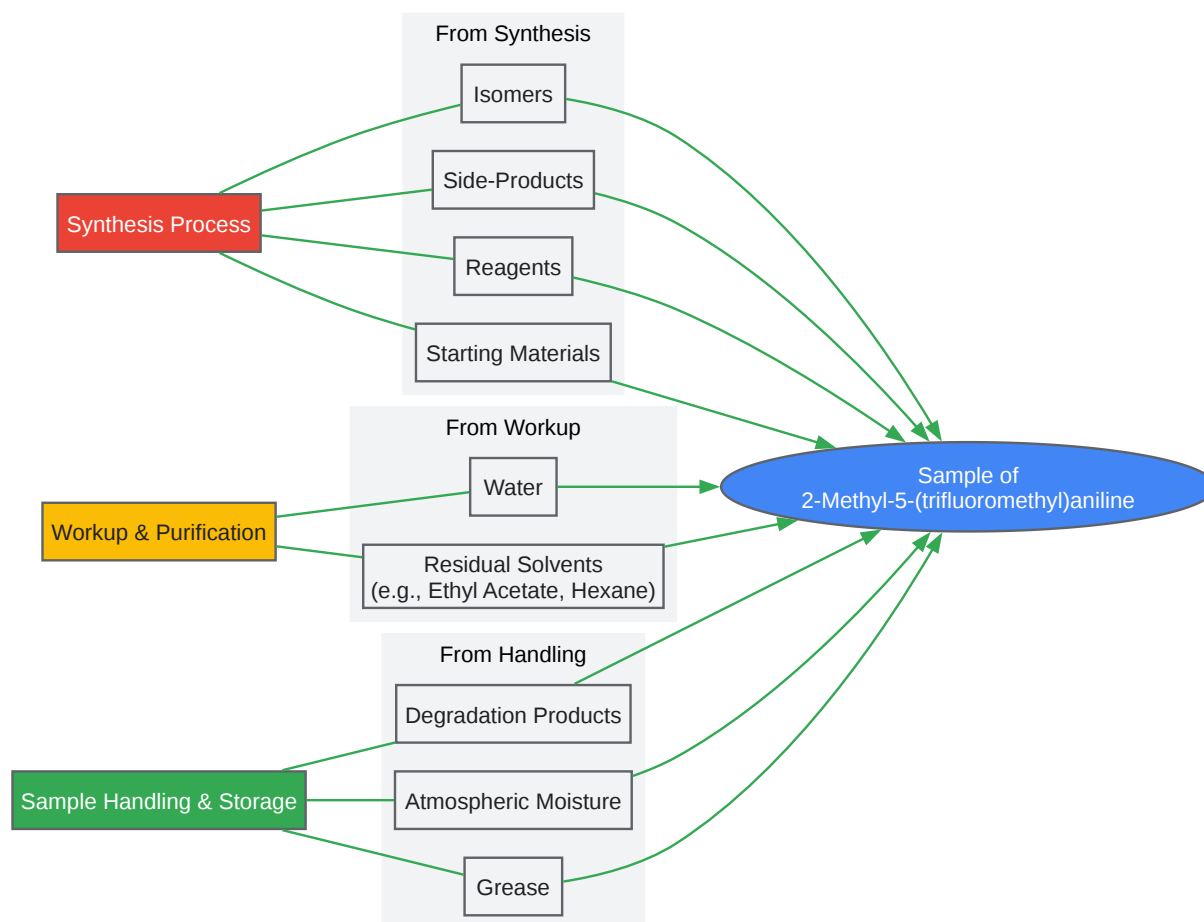 From Synthesis
Isomers
Side-Products
Synthesis Process
Reagents
Starting Materials
From Workup
Water
Sample of
2-Methyl-5-(trifluoromethyl)aniline
Workup & Purification
Residual Solvents
(e.g., Ethyl Acetate, Hexane)
From Handling
Degradation Products
Sample Handling & Storage
Atmospheric Moisture
Grease